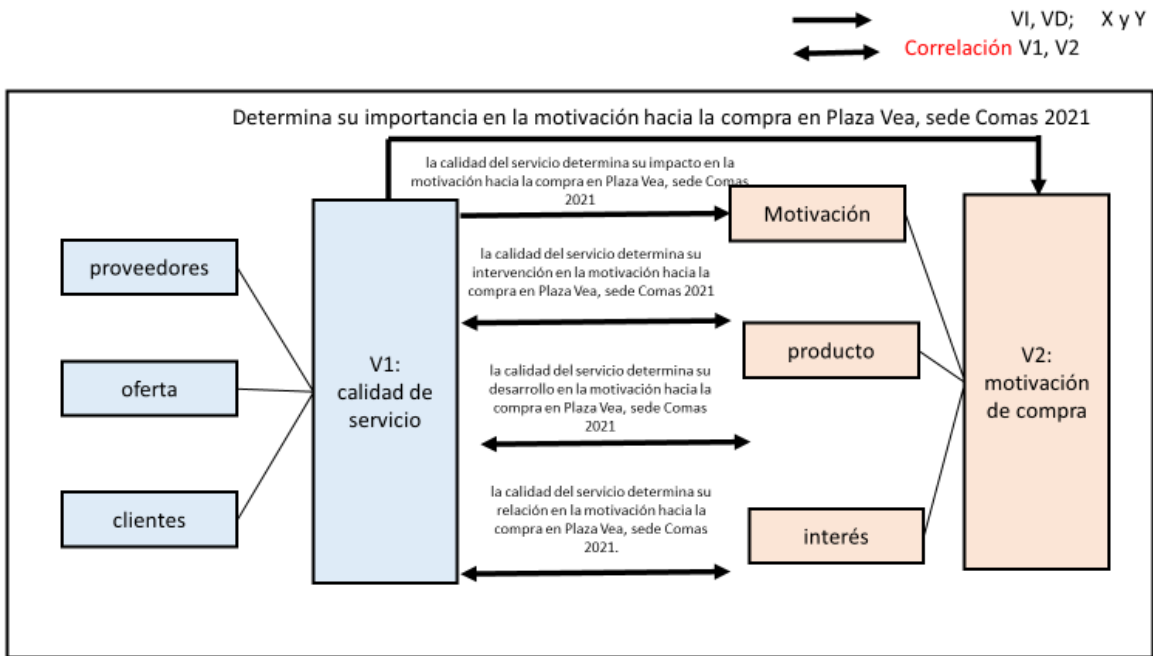 VI, VD; X y Y
Correlación V1, V2
Determina su importancia en la motivación hacia la compra en Plaza Vea, sede Comas 2021
la calidad del servicio determina su impacto en la
motivación hacia la compra en Plaza Vea, sede Comas
2021
Motivación
proveedores
la calidad del servicio determina su
intervención en la motivación hacia la
compra en Plaza Vea, sede Comas 2021
producto
oferta
V1:
calidad de
servicio
la calidad del servicio determina su
desarrollo en la motivación hacia la
compra en Plaza Vea, sede Comas
2021
V2:
motivación
de compra
clientes
la calidad del servicio determina su
relación en la motivación hacia la
compra en Plaza Vea, sede Comas
2021.
interés